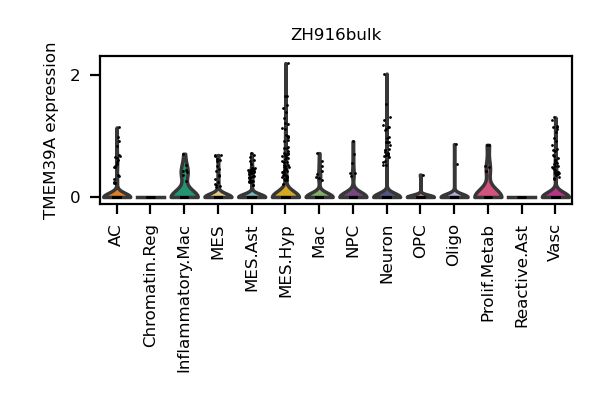 ZH916bulk
TMEM39A expression
2
0
AC
Chromatin.Reg
Inflammatory.Mac
MES
MES.Ast
MES.Hyp
Mac
NPC
Neuron
OPC
Oligo
Prolif.Metab
Reactive.Ast
Vasc